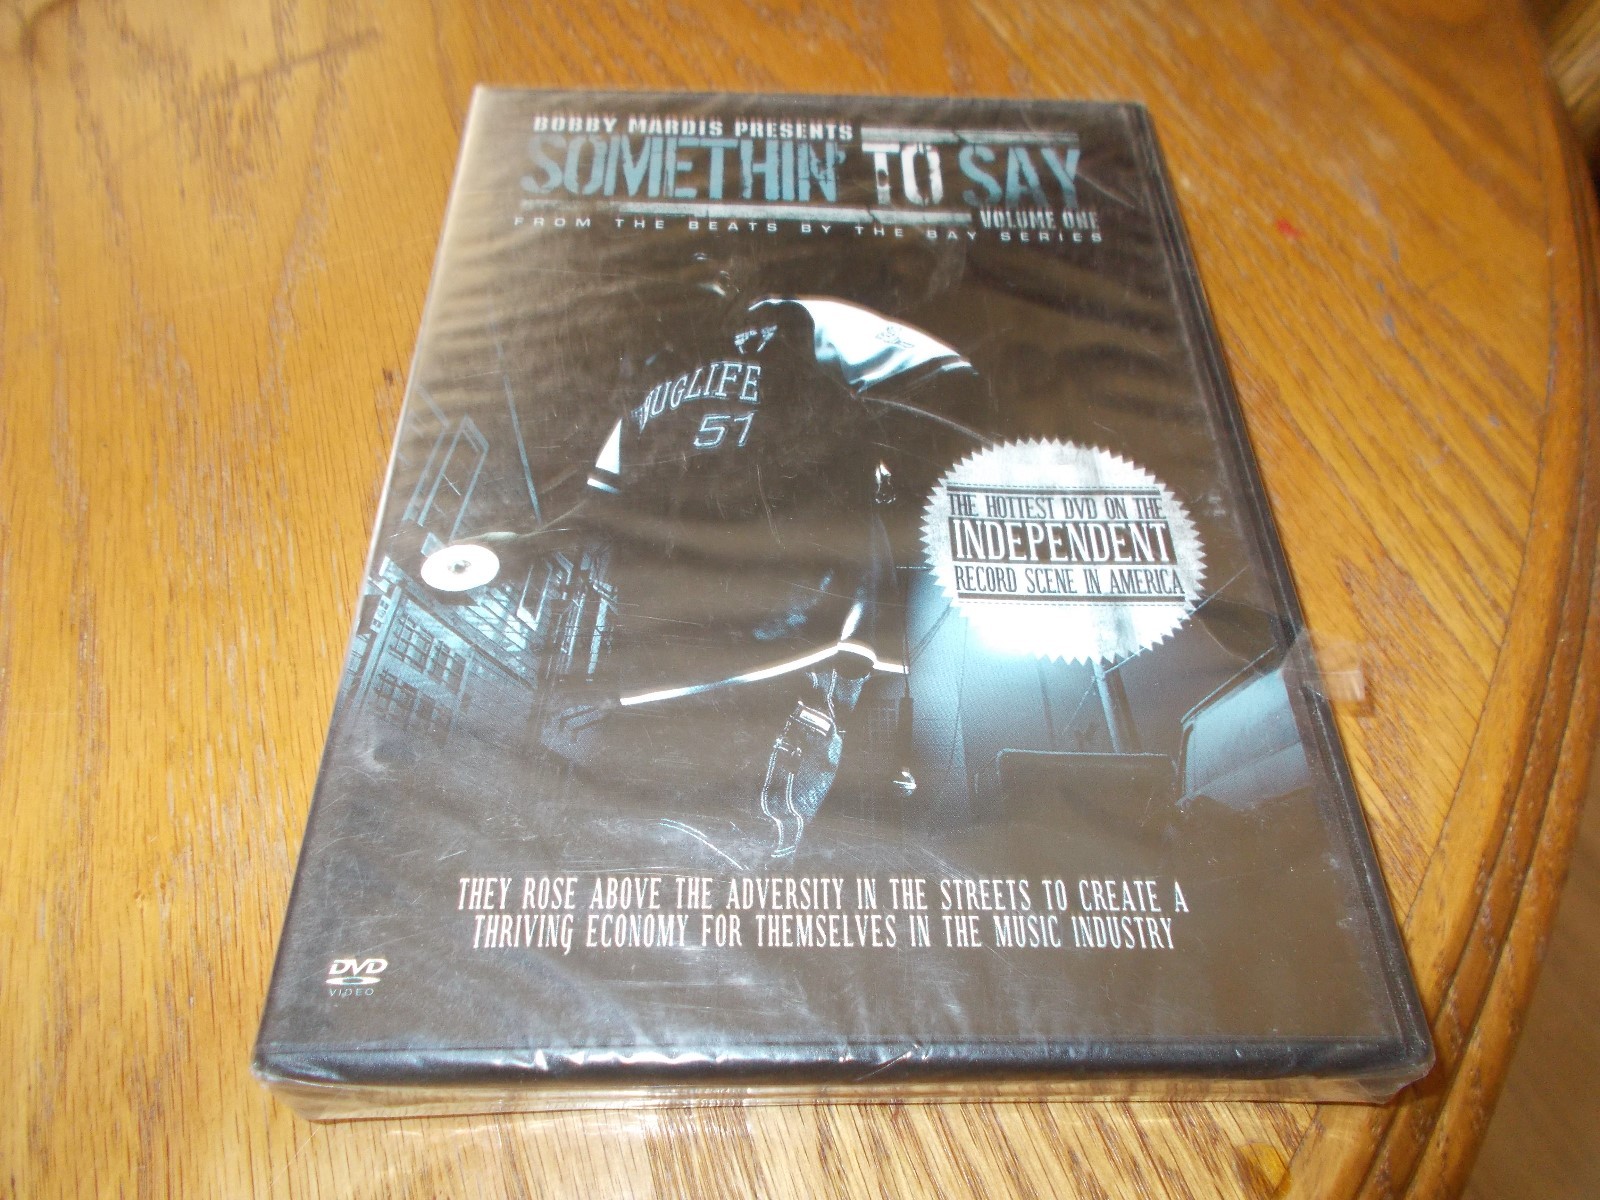 BOBBY MARDIS PRESENTS
SOMETHIN' TO SAY
VOLUME ONE
FROM THE BEATS BY THE BAY SERIES
UGLIFE
51
THE HOTTEST DVD ON THE
INDEPENDENT
RECORD SCENE IN AMERICA
THEY ROSE ABOVE THE ADVERSITY IN THE STREETS TO CREATE A
THRIVING ECONOMY FOR THEMSELVES IN THE MUSIC INDUSTRY
DVD
VIDEO